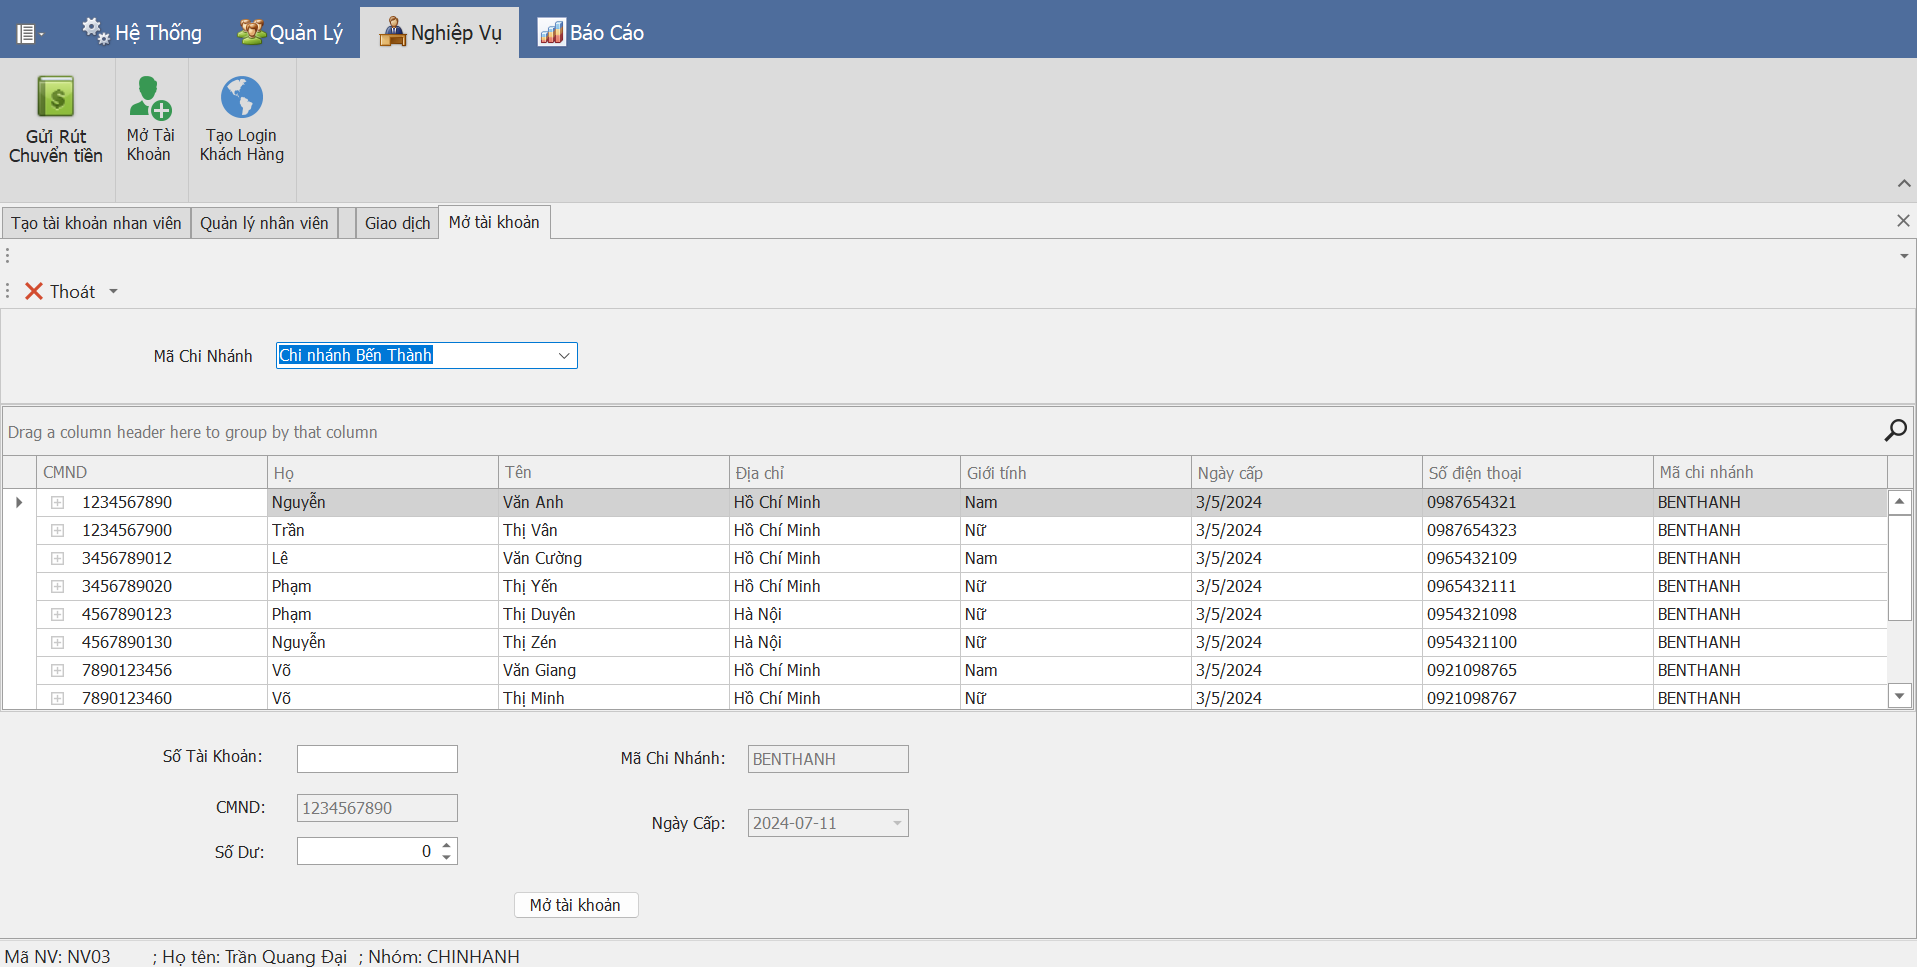 Hệ Thống Quản Lý Nghiệp Vụ Báo Cáo
Gửi Rút
Chuyển tiền
Mở Tài
Khoản
Tạo Login
Khách Hàng
Tạo tài khoản nhan viên Quản lý nhân viên Giao dịch Mở tài khoản
Thoát
Mã Chi Nhánh Chi nhánh Bến Thành
Drag a column header here to group by that column
CMND Họ Tên Địa chỉ Giới tính Ngày cấp Số điện thoại Mã chi nhánh
1234567890 Nguyễn Văn Anh Hồ Chí Minh Nam 3/5/2024 0987654321 BENTHANH
1234567900 Trần Thị Vân Hồ Chí Minh Nữ 3/5/2024 0987654323 BENTHANH
3456789012 Lê Văn Cường Hồ Chí Minh Nam 3/5/2024 0965432109 BENTHANH
3456789020 Phạm Thị Yến Hồ Chí Minh Nữ 3/5/2024 0965432111 BENTHANH
4567890123 Phạm Thị Duyên Hà Nội Nữ 3/5/2024 0954321098 BENTHANH
4567890130 Nguyễn Thị Zén Hà Nội Nữ 3/5/2024 0954321100 BENTHANH
7890123456 Võ Văn Giang Hồ Chí Minh Nam 3/5/2024 0921098765 BENTHANH
7890123460 Võ Thị Minh Hồ Chí Minh Nữ 3/5/2024 0921098767 BENTHANH
Số Tài Khoản: Mã Chi Nhánh: BENTHANH
CMND: 1234567890
Ngày Cấp: 2024-07-11
Số Dư: 0
Mở tài khoản
Mã NV: NV03 ; Họ tên: Trần Quang Đại ; Nhóm: CHINHANH